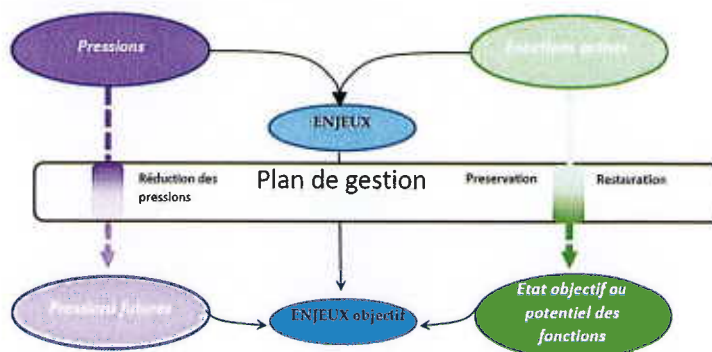 Pressions
Fonctions
ENJEUX
Réduction des
pressions
Plan de gestion
Preservation
Restauration
Pressions futures
ENJEUX objectif
Etat objectif ou
potentiel des
fonctions